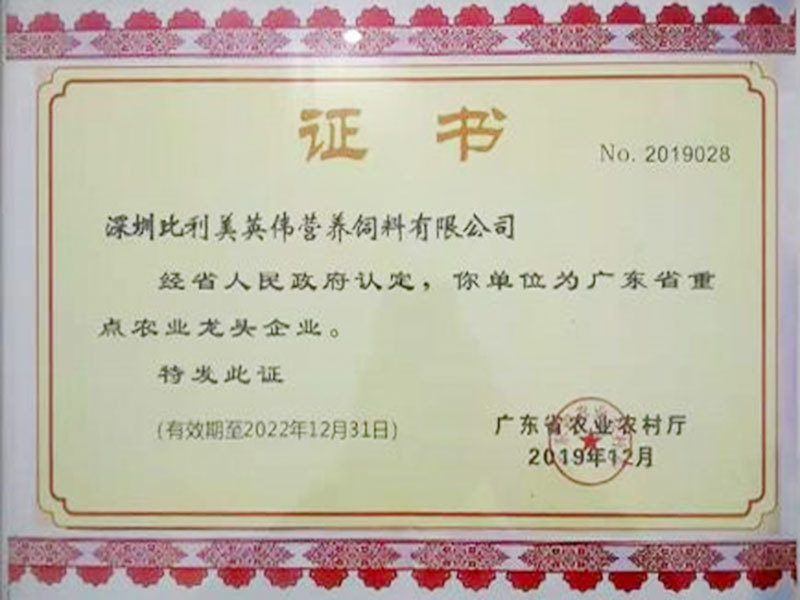 证 书
No. 2019028
深圳比利美英伟营养饲料有限公司
经省人民政府认定，你单位为广东省重
点农业龙头企业。
特发此证
（有效期至2022年12月31日）
广东省农业农村厅
2019年12月